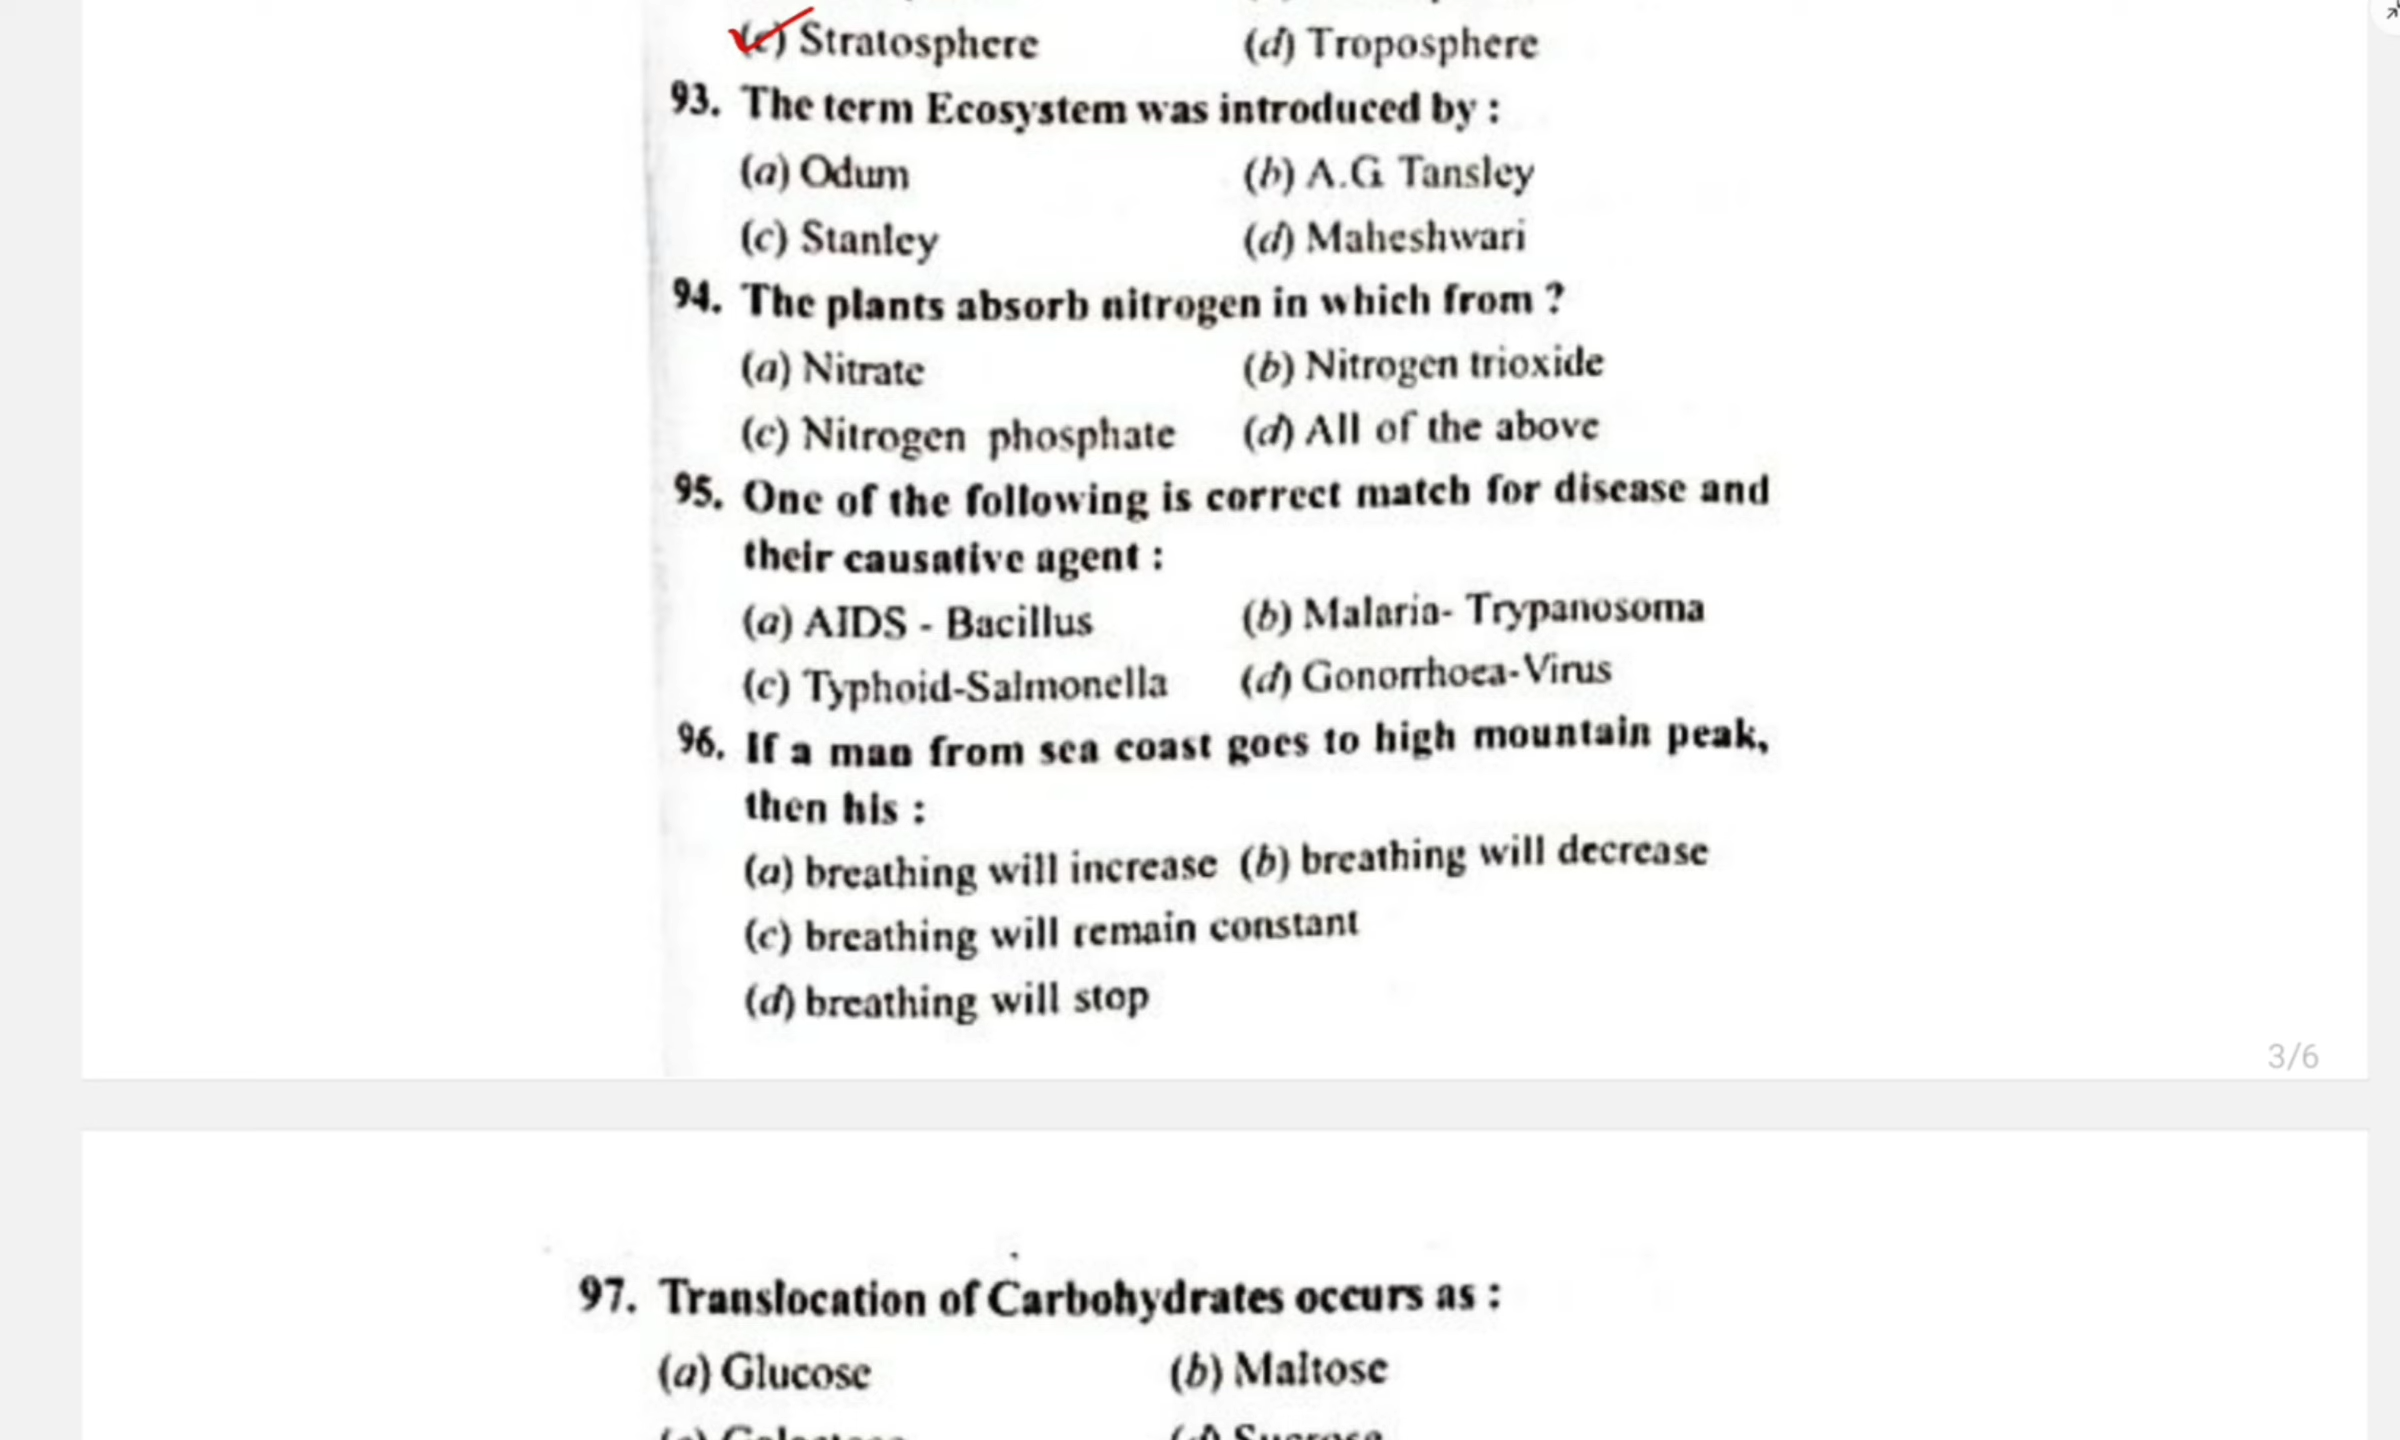 (c) Stratosphere (d) Troposphere
93. The term Ecosystem was introduced by :
(a) Odum (b) A.G. Tansley
(c) Stanley (d) Maheshwari
94. The plants absorb nitrogen in which from ?
(a) Nitrate (b) Nitrogen trioxide
(c) Nitrogen phosphate (d) All of the above
95. One of the following is correct match for disease and
their causative agent :
(a) AIDS - Bacillus (b) Malaria- Trypanosoma
(c) Typhoid-Salmonella (d) Gonorrhoea-Virus
96. If a man from sea coast goes to high mountain peak,
then his :
(a) breathing will increase (b) breathing will decrease
(c) breathing will remain constant
(d) breathing will stop
3/6
97. Translocation of Carbohydrates occurs as :
(a) Glucose (b) Maltose
(d) Sucrose